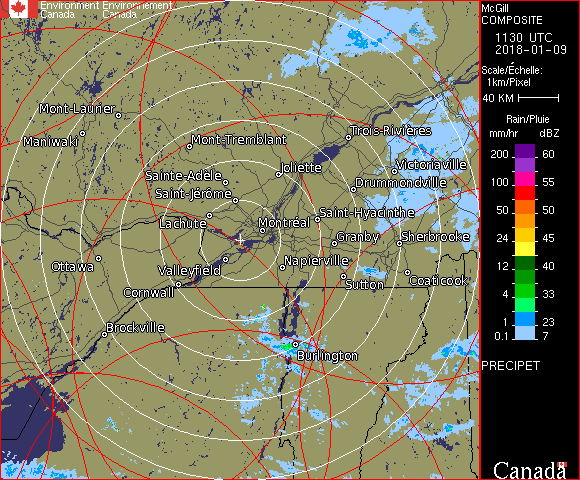 Environment Environnement
Canada Canada
McGill
COMPOSITE
1130 UTC
2018-01-09
Scale/Échelle:
1km/Pixel
40 KM
Rain/Pluie
mm/hr dBZ
200 60
100 55
50 50
24 45
12 40
4 33
1 23
0.1 7
PRECIPET
Canada
Mont-Laurier
Maniwaki
Mont-Tremblant
Trois-Rivières
Sainte-Adèle
Joliette
Victoriaville
Saint-Jérôme
Drummondville
Lachute
Montréal
Saint-Hyacinthe
Granby
Sherbrooke
Ottawa
Valleyfield
Napierville
Sutton
Coaticook
Cornwall
Brockville
Burlington